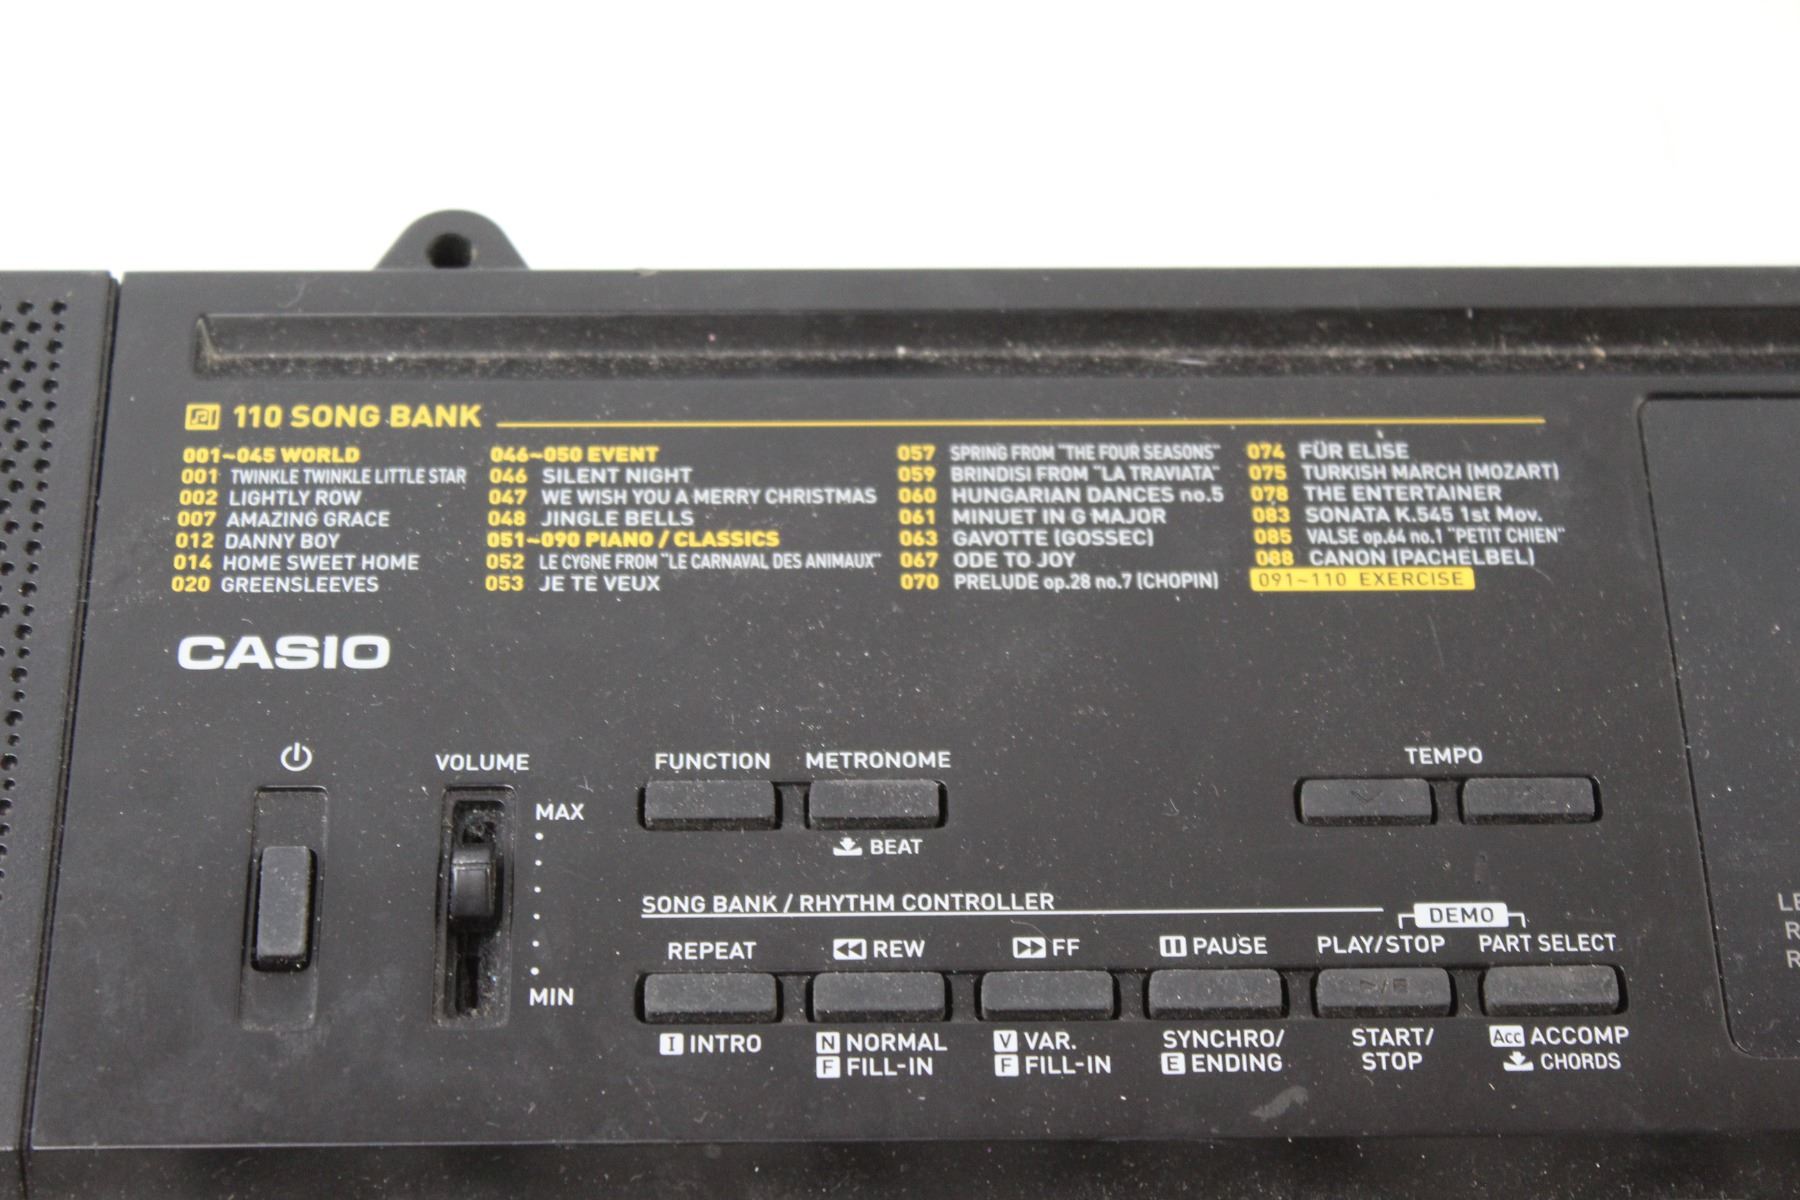 110 SONG BANK
001~045 WORLD
001 TWINKLE TWINKLE LITTLE STAR
002 LIGHTLY ROW
007 AMAZING GRACE
012 DANNY BOY
014 HOME SWEET HOME
020 GREENSLEEVES
046~050 EVENT
046 SILENT NIGHT
047 WE WISH YOU A MERRY CHRISTMAS
048 JINGLE BELLS
051~090 PIANO / CLASSICS
052 LE CYGNE FROM "LE CARNAVAL DES ANIMAUX"
053 JE TE VEUX
057 SPRING FROM "THE FOUR SEASONS"
059 BRINDISI FROM "LA TRAVIATA"
060 HUNGARIAN DANCES no.5
061 MINUET IN G MAJOR
063 GAVOTTE (GOSSEC)
067 ODE TO JOY
070 PRELUDE op.28 no.7 (CHOPIN)
074 FÜR ELISE
075 TURKISH MARCH (MOZART)
078 THE ENTERTAINER
083 SONATA K.545 1st Mov.
085 VALSE op.64 no.1 "PETIT CHIEN"
088 CANON (PACHELBEL)
091~110 EXERCISE
CASIO
VOLUME
MAX
MIN
FUNCTION
METRONOME
BEAT
TEMPO
SONG BANK / RHYTHM CONTROLLER
DEMO
REPEAT
REW
FF
PAUSE
PLAY/STOP
PART SELECT
I INTRO
N NORMAL
F FILL-IN
V VAR.
F FILL-IN
SYNCHRO/
E ENDING
START/
STOP
Acc ACCOMP
CHORDS